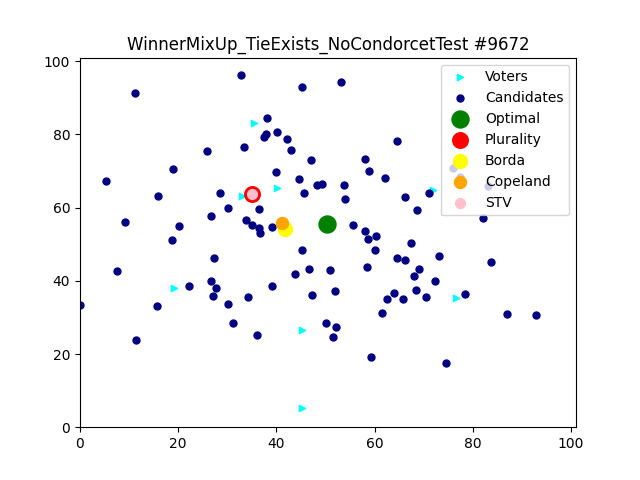 WinnerMixUp_TieExists_NoCondorcetTest #9672
Voters
Candidates
Optimal
Plurality
Borda
Copeland
STV
100
80
60
40
20
0
0 20 40 60 80 100